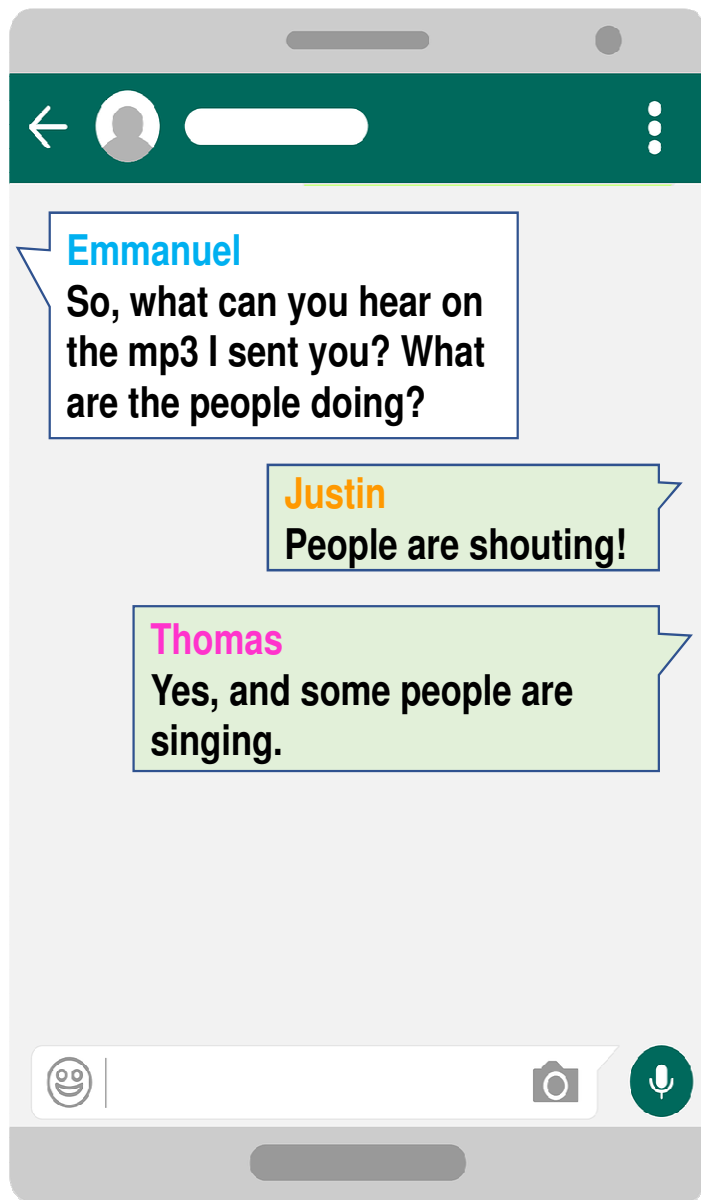 Emmanuel
So, what can you hear on
the mp3 I sent you? What
are the people doing?
Justin
People are shouting!
Thomas
Yes, and some people are
singing.